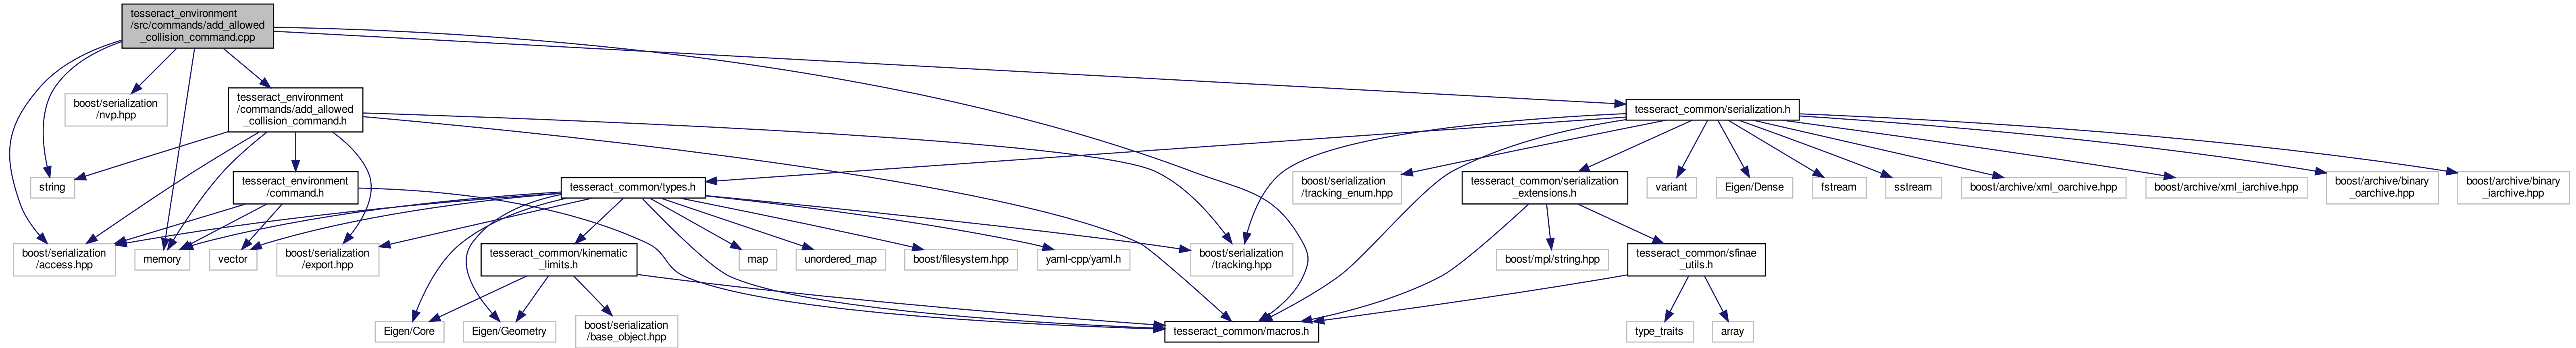 tesseract_environment
/src/commands/add_allowed
_collision_command.cpp
boost/serialization
/nvp.hpp
tesseract_environment
/commands/add_allowed
_collision_command.h
tesseract_common/serialization.h
string
tesseract_environment
/command.h
tesseract_common/types.h
boost/serialization
/tracking_enum.hpp
tesseract_common/serialization
_extensions.h
variant
Eigen/Dense
fstream
sstream
boost/archive/xml_oarchive.hpp
boost/archive/xml_iarchive.hpp
boost/archive/binary
_oarchive.hpp
boost/archive/binary
_iarchive.hpp
boost/serialization
/access.hpp
memory
vector
boost/serialization
/export.hpp
tesseract_common/kinematic
_limits.h
map
unordered_map
boost/filesystem.hpp
yaml-cpp/yaml.h
boost/serialization
/tracking.hpp
boost/mpl/string.hpp
tesseract_common/sfinae
_utils.h
Eigen/Core
Eigen/Geometry
boost/serialization
/base_object.hpp
tesseract_common/macros.h
type_traits
array